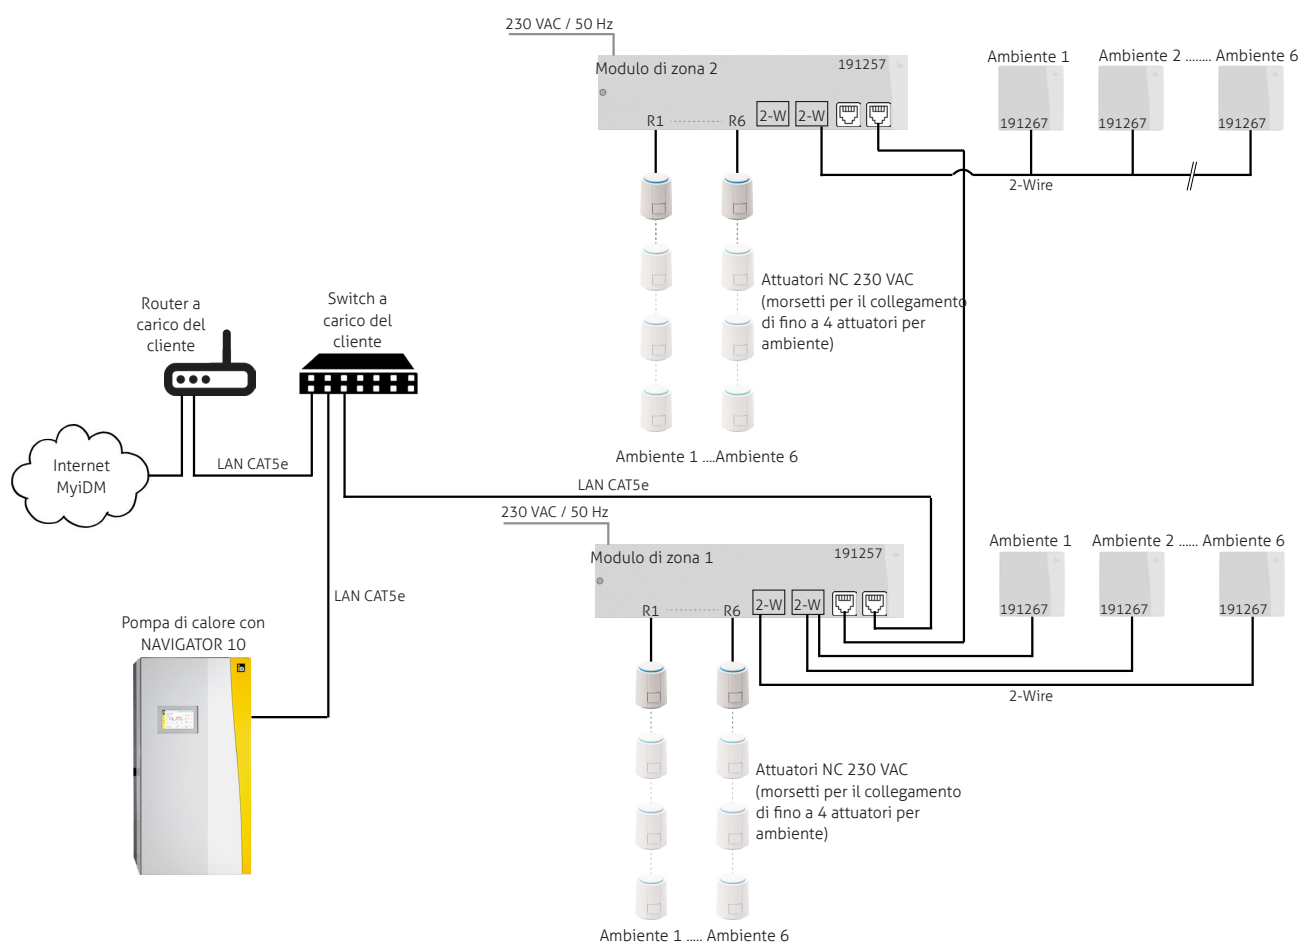 230 VAC / 50 Hz
Modulo di zona 2
191257
R1
R6
2-W
2-W
Ambiente 1
Ambiente 2 ........ Ambiente 6
191267
191267
191267
2-Wire
Attuatori NC 230 VAC
(morsetti per il collegamento
di fino a 4 attuatori per
ambiente)
Ambiente 1 ....Ambiente 6
Router a
carico del
cliente
Switch a
carico del
cliente
Internet
MyiDM
LAN CAT5e
LAN CAT5e
LAN CAT5e
Pompa di calore con
NAVIGATOR 10
230 VAC / 50 Hz
Modulo di zona 1
191257
R1
R6
2-W
2-W
Ambiente 1
Ambiente 2 ...... Ambiente 6
191267
191267
191267
2-Wire
Attuatori NC 230 VAC
(morsetti per il collegamento
di fino a 4 attuatori per
ambiente)
Ambiente 1 ..... Ambiente 6